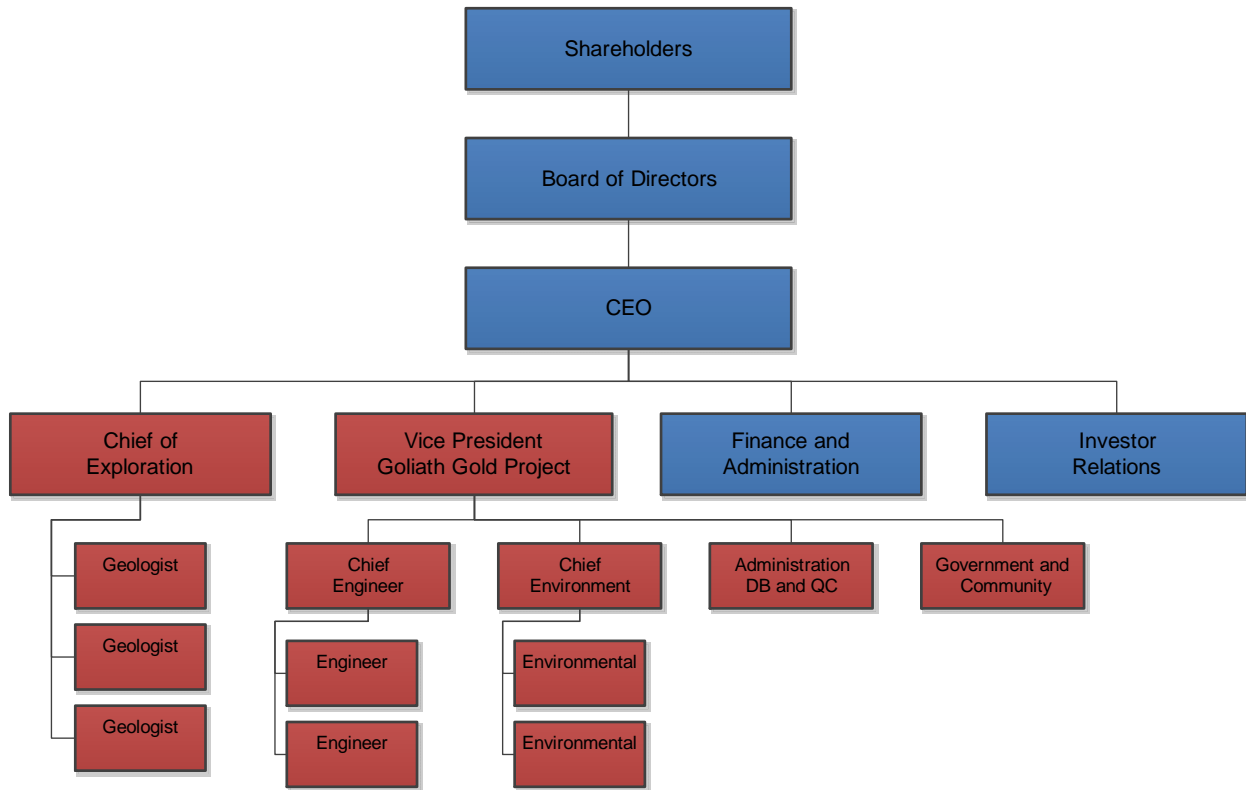 Shareholders
Board of Directors
CEO
Chief of
Exploration
Vice President
Goliath Gold Project
Finance and
Administration
Investor
Relations
Geologist
Geologist
Geologist
Chief
Engineer
Engineer
Engineer
Chief
Environment
Environmental
Environmental
Administration
DB and QC
Government and
Community